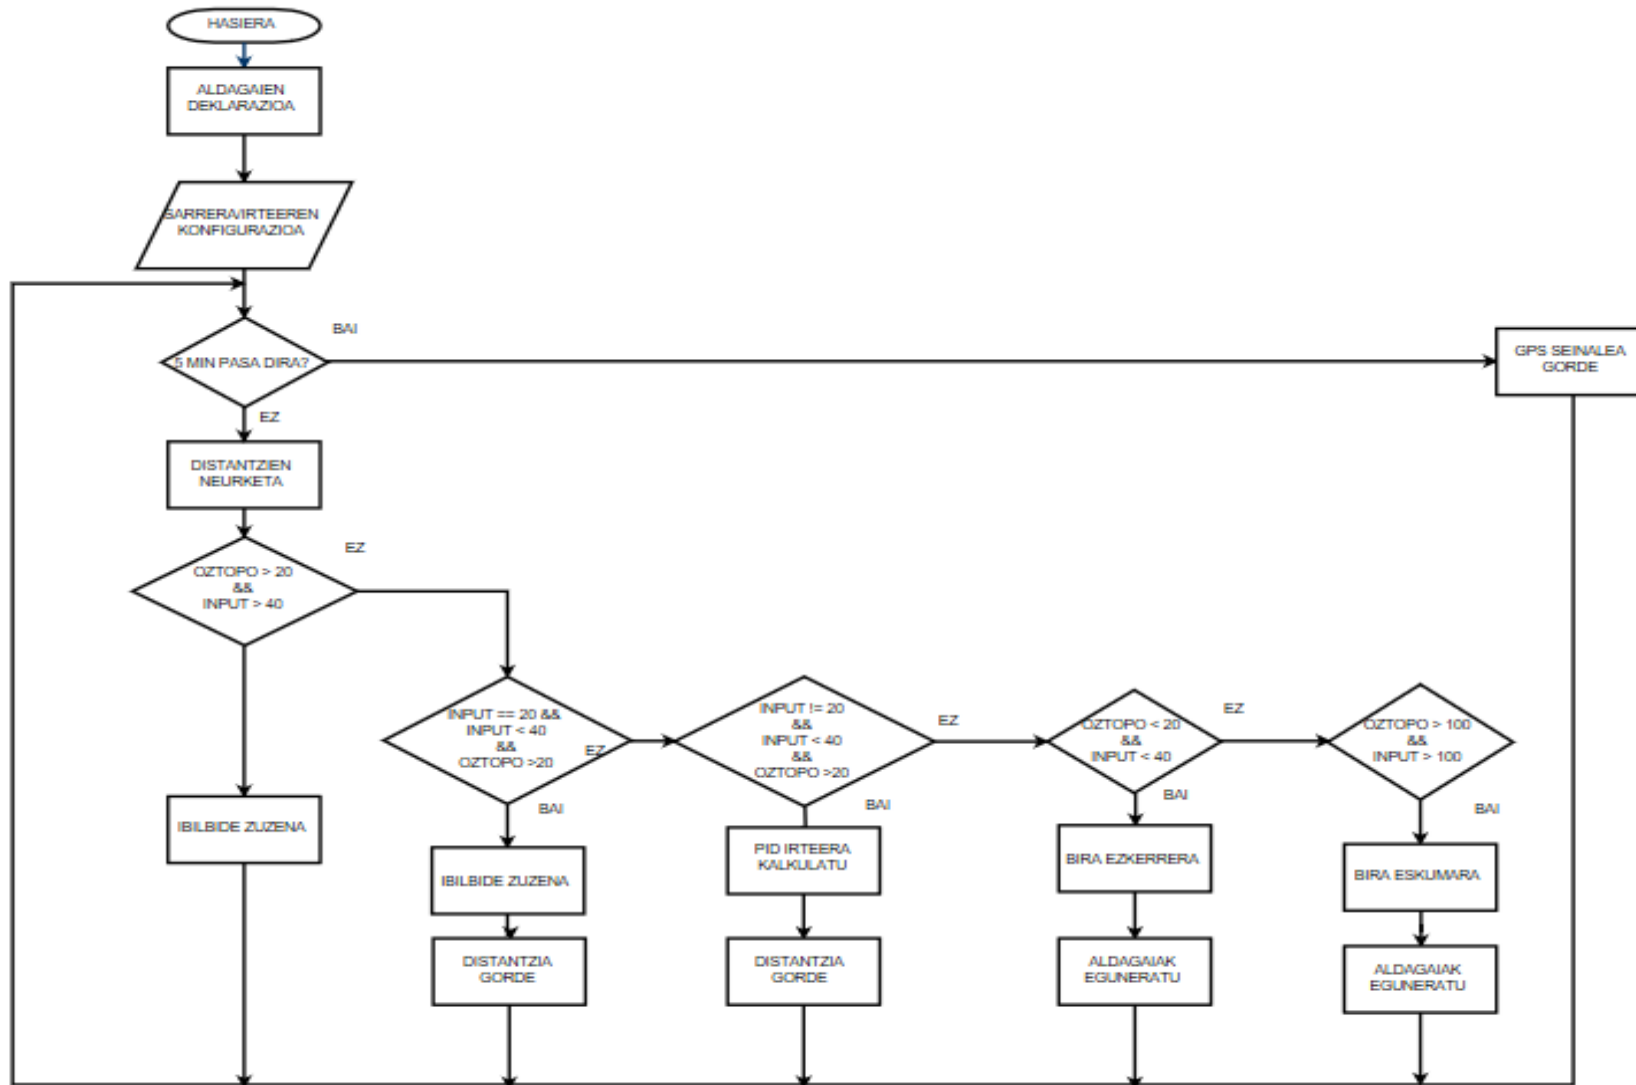 HASIERA
ALDAGAIEN
DEKLARAZIOA
SARRERA/IRTEEREN
KONFIGURAZIOA
BAI
5 MIN PASA DIRA?
GPS SEINALEA
GORDE
EZ
DISTANTZIEN
NEURKETA
EZ
OZTOPO > 20
&&
INPUT > 40
INPUT == 20 &&
INPUT < 40
&&
OZTOPO >20
EZ
INPUT != 20
&&
INPUT < 40
&&
OZTOPO >20
EZ
OZTOPO < 20
&&
INPUT < 40
EZ
OZTOPO > 100
&&
INPUT > 100
BAI
BAI
BAI
BAI
IBILBIDE ZUZENA
IBILBIDE ZUZENA
PID IRTEERA
KALKULATU
BIRA EZKERRERA
BIRA ESKUMARA
DISTANTZIA
GORDE
DISTANTZIA
GORDE
ALDAGAIAK
EGUNERATU
ALDAGAIAK
EGUNERATU